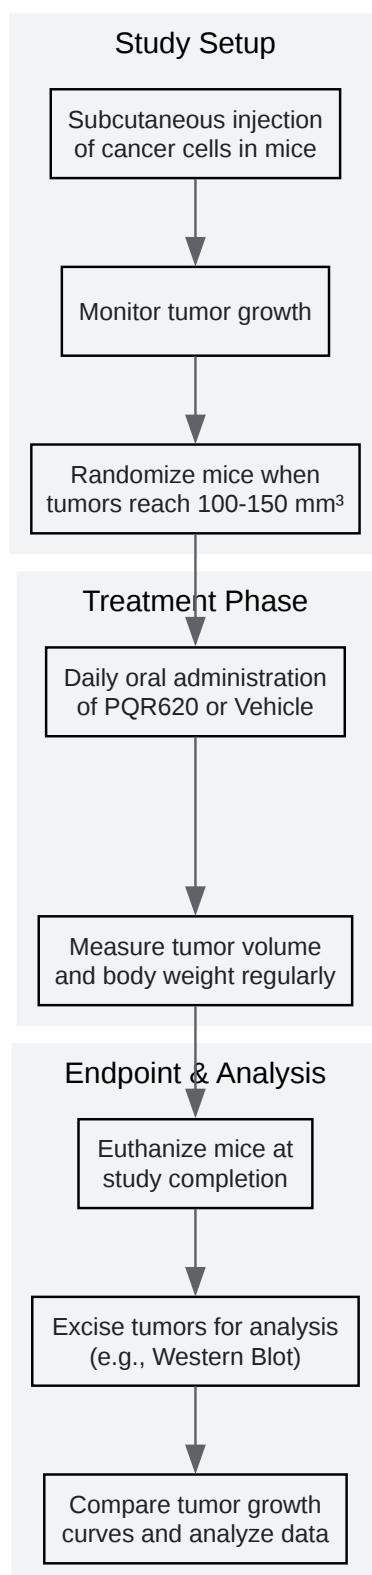 Study Setup
Subcutaneous injection
of cancer cells in mice
Monitor tumor growth
Randomize mice when
tumors reach 100-150 mm³
Treatment Phase
Daily oral administration
of PQR620 or Vehicle
Measure tumor volume
and body weight regularly
Endpoint & Analysis
Euthanize mice at
study completion
Excise tumors for analysis
(e.g., Western Blot)
Compare tumor growth
curves and analyze data